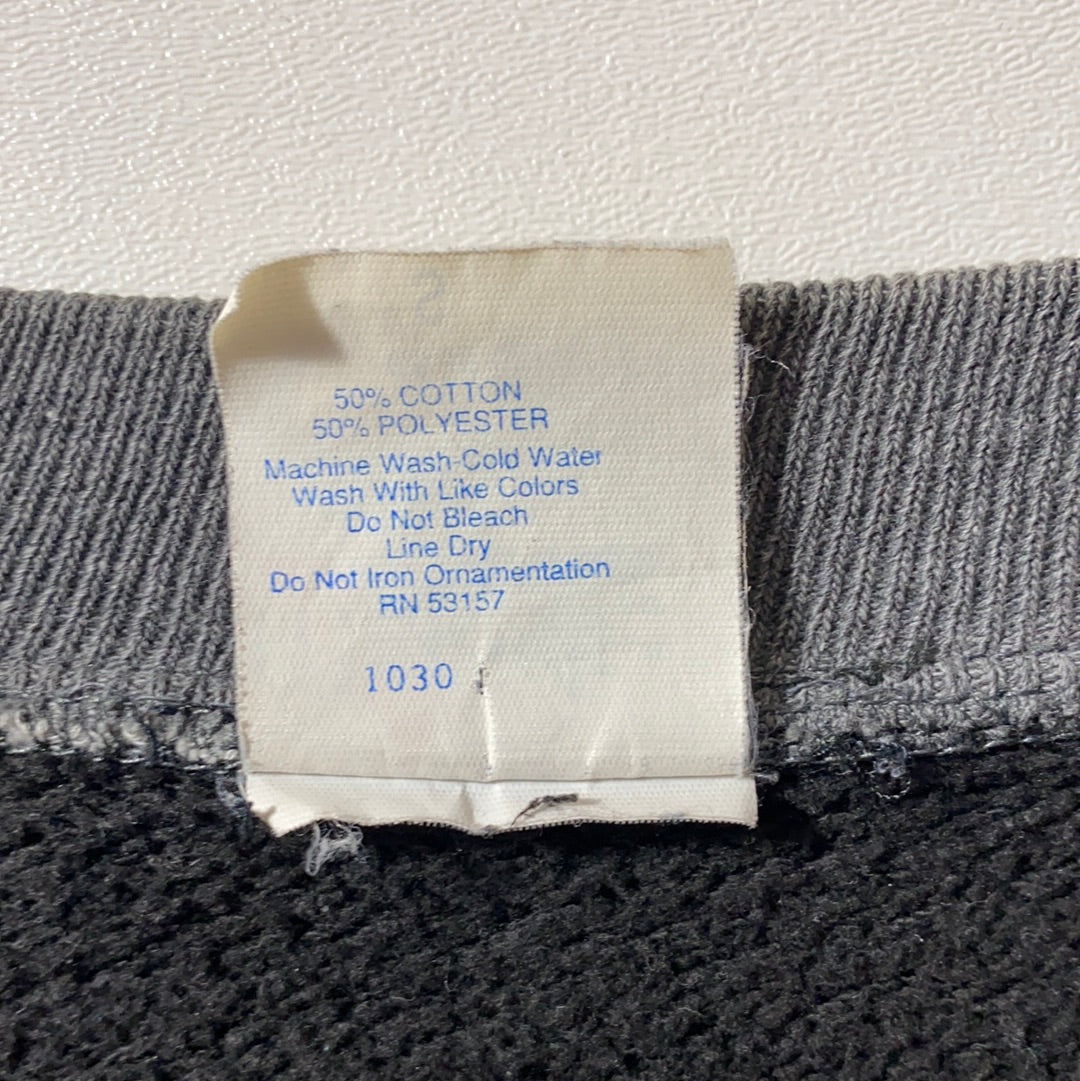 2
50% COTTON
50% POLYESTER
Machine Wash-Cold Water
Wash With Like Colors
Do Not Bleach
Line Dry
Do Not Iron Ornamentation
RN 53157
1030